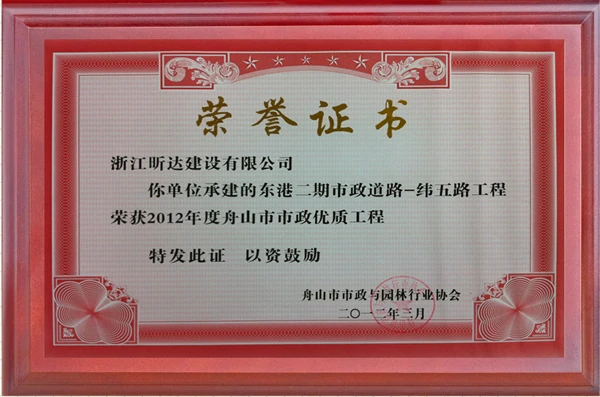 荣誉证书
浙江昕达建设有限公司
你单位承建的东港二期市政道路-纬五路工程
荣获2012年度舟山市市政优质工程
特发此证 以资鼓励
舟山市市政与园林行业协会
二〇一二年三月